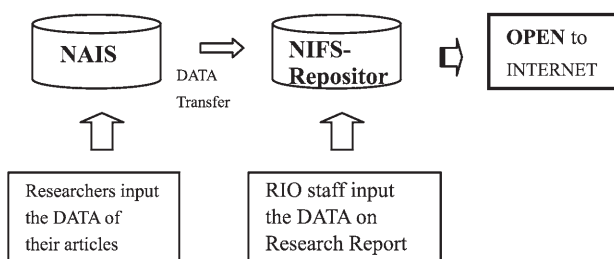 NAIS
DATA
Transfer
NIFS-
Repositor
OPEN to
INTERNET
Researchers input
the DATA of
their articles
RIO staff input
the DATA on
Research Report